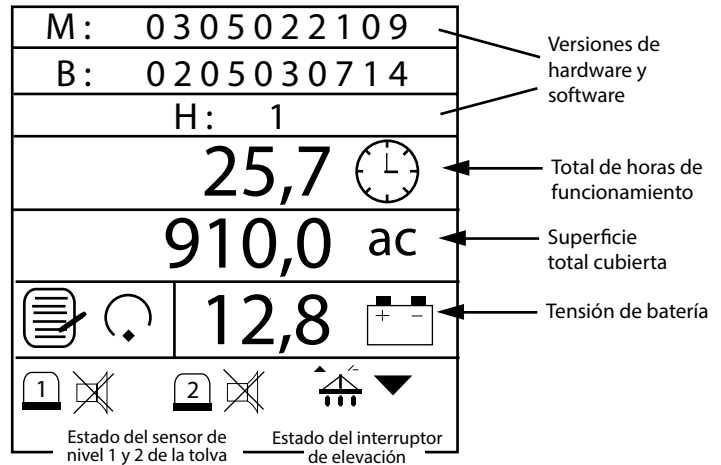 M: 0305022109
B: 0205030714
H: 1
Versiones de
hardware y
software
25,7
Total de horas de
funcionamiento
910,0 ac
Superficie
total cubierta
12,8
+ −
Tensión de batería
1
2
Estado del sensor de
nivel 1 y 2 de la tolva
Estado del interruptor
de elevación